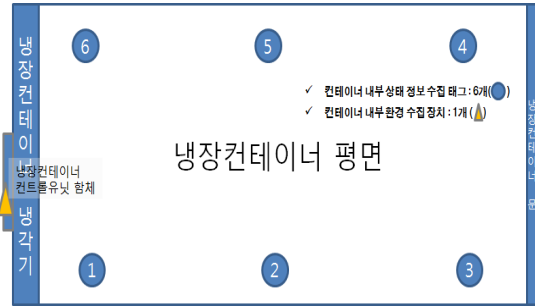 6
5
4
✓ 컨테이너 내부상태 정보 수집 태그 : 6개( )
✓ 컨테이너 내부환경 수집 장치 : 1개 ( )
냉장컨테이너 냉각기
냉장컨테이너 평면
냉장컨테이너 문
냉장컨테이너
컨트롤유닛 함체
1
2
3